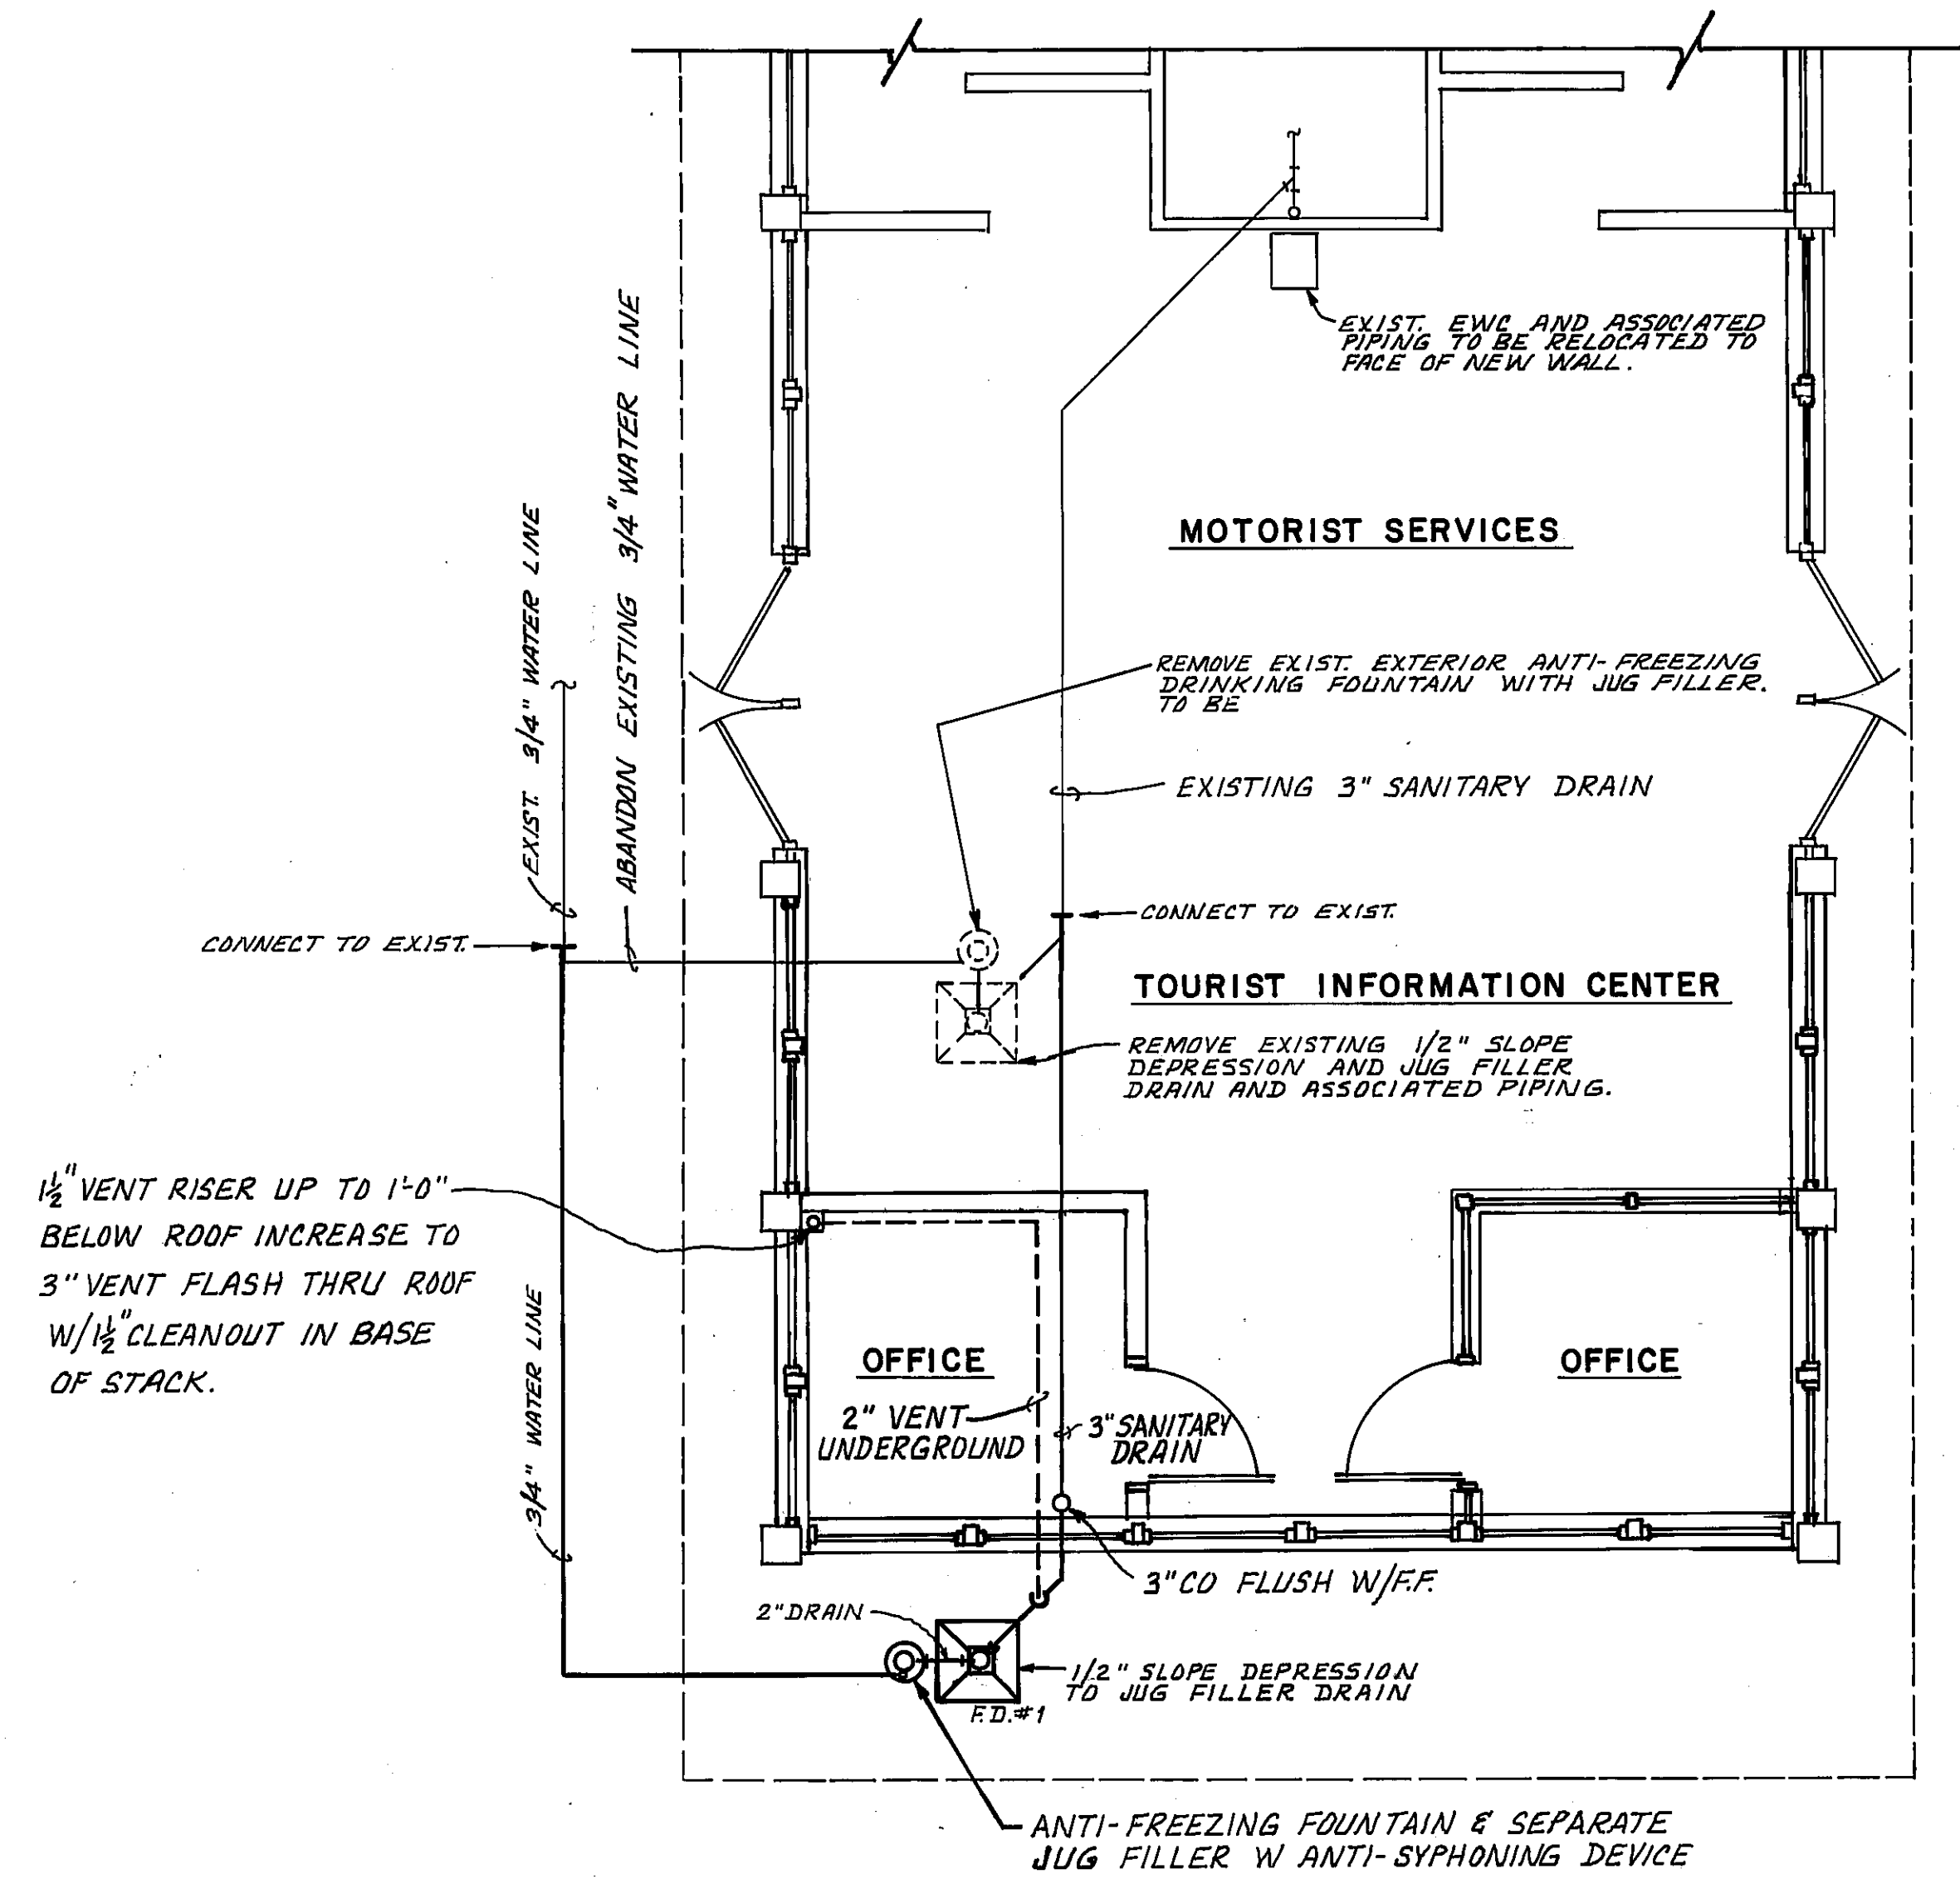 EXIST. EWC AND ASSOCIATED
PIPING TO BE RELOCATED TO
FACE OF NEW WALL.
MOTORIST SERVICES
EXIST. 3/4" WATER LINE
ABANDON EXISTING 3/4" WATER LINE
REMOVE EXIST. EXTERIOR ANTI-FREEZING
DRINKING FOUNTAIN WITH JUG FILLER.
TO BE
EXISTING 3" SANITARY DRAIN
CONNECT TO EXIST.
CONNECT TO EXIST.
TOURIST INFORMATION CENTER
REMOVE EXISTING 1/2" SLOPE
DEPRESSION AND JUG FILLER
DRAIN AND ASSOCIATED PIPING.
1½" VENT RISER UP TO 1'-0"
BELOW ROOF INCREASE TO
3" VENT FLASH THRU ROOF
W/1½" CLEANOUT IN BASE
OF STACK.
3/4" WATER LINE
OFFICE
OFFICE
2" VENT
UNDERGROUND
3" SANITARY
DRAIN
3" CO FLUSH W/F.F.
2" DRAIN
1/2" SLOPE DEPRESSION
TO JUG FILLER DRAIN
F.D.#1
ANTI-FREEZING FOUNTAIN & SEPARATE
JUG FILLER W ANTI-SYPHONING DEVICE